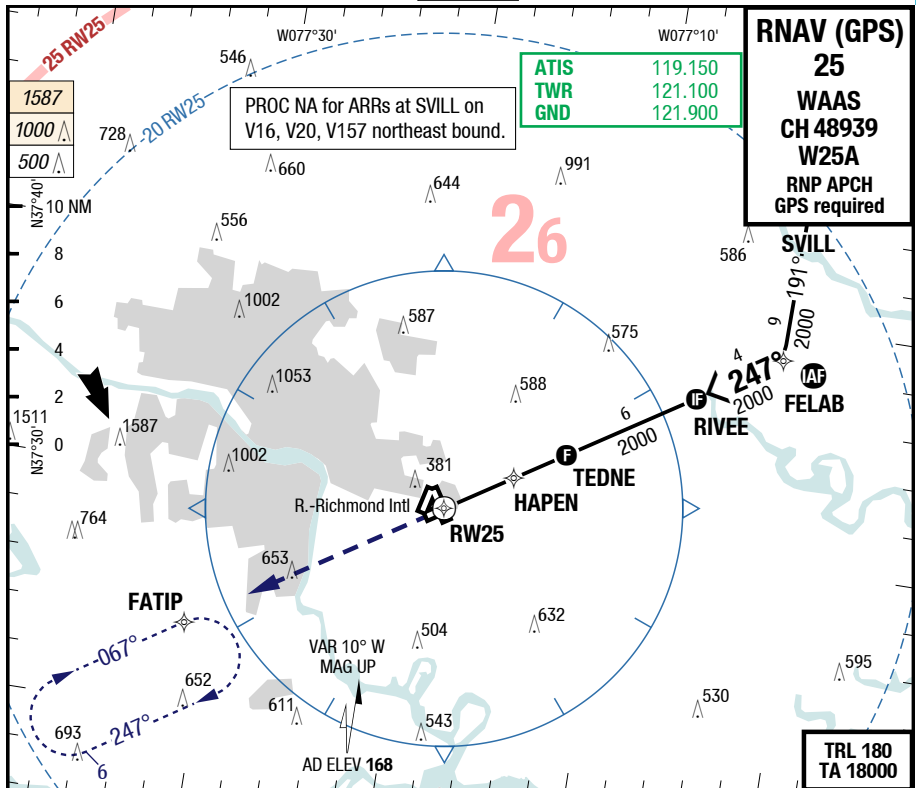 25 RW25
20 RW25
W077°30'
W077°10'
RNAV (GPS)
25
WAAS
CH 48939
W25A
RNP APCH
GPS required
ATIS 119.150
TWR 121.100
GND 121.900
PROC NA for ARRs at SVILL on
V16, V20, V157 northeast bound.
1587
1000
500
546
728
660
991
644
N37°40'
10 NM
8
6
4
2
0
N37°30'
556
26
586
SVILL
191°
9
2000
1002
587
575
1053
588
4
247°
2000
IAF
FELAB
IF
RIVEE
6
2000
1511
1587
1002
381
F
TEDNE
HAPEN
R.-Richmond Intl
RW25
764
653
FATIP
067°
652
247°
693
6
504
632
VAR 10° W
MAG UP
611
543
530
595
AD ELEV 168
TRL 180
TA 18000